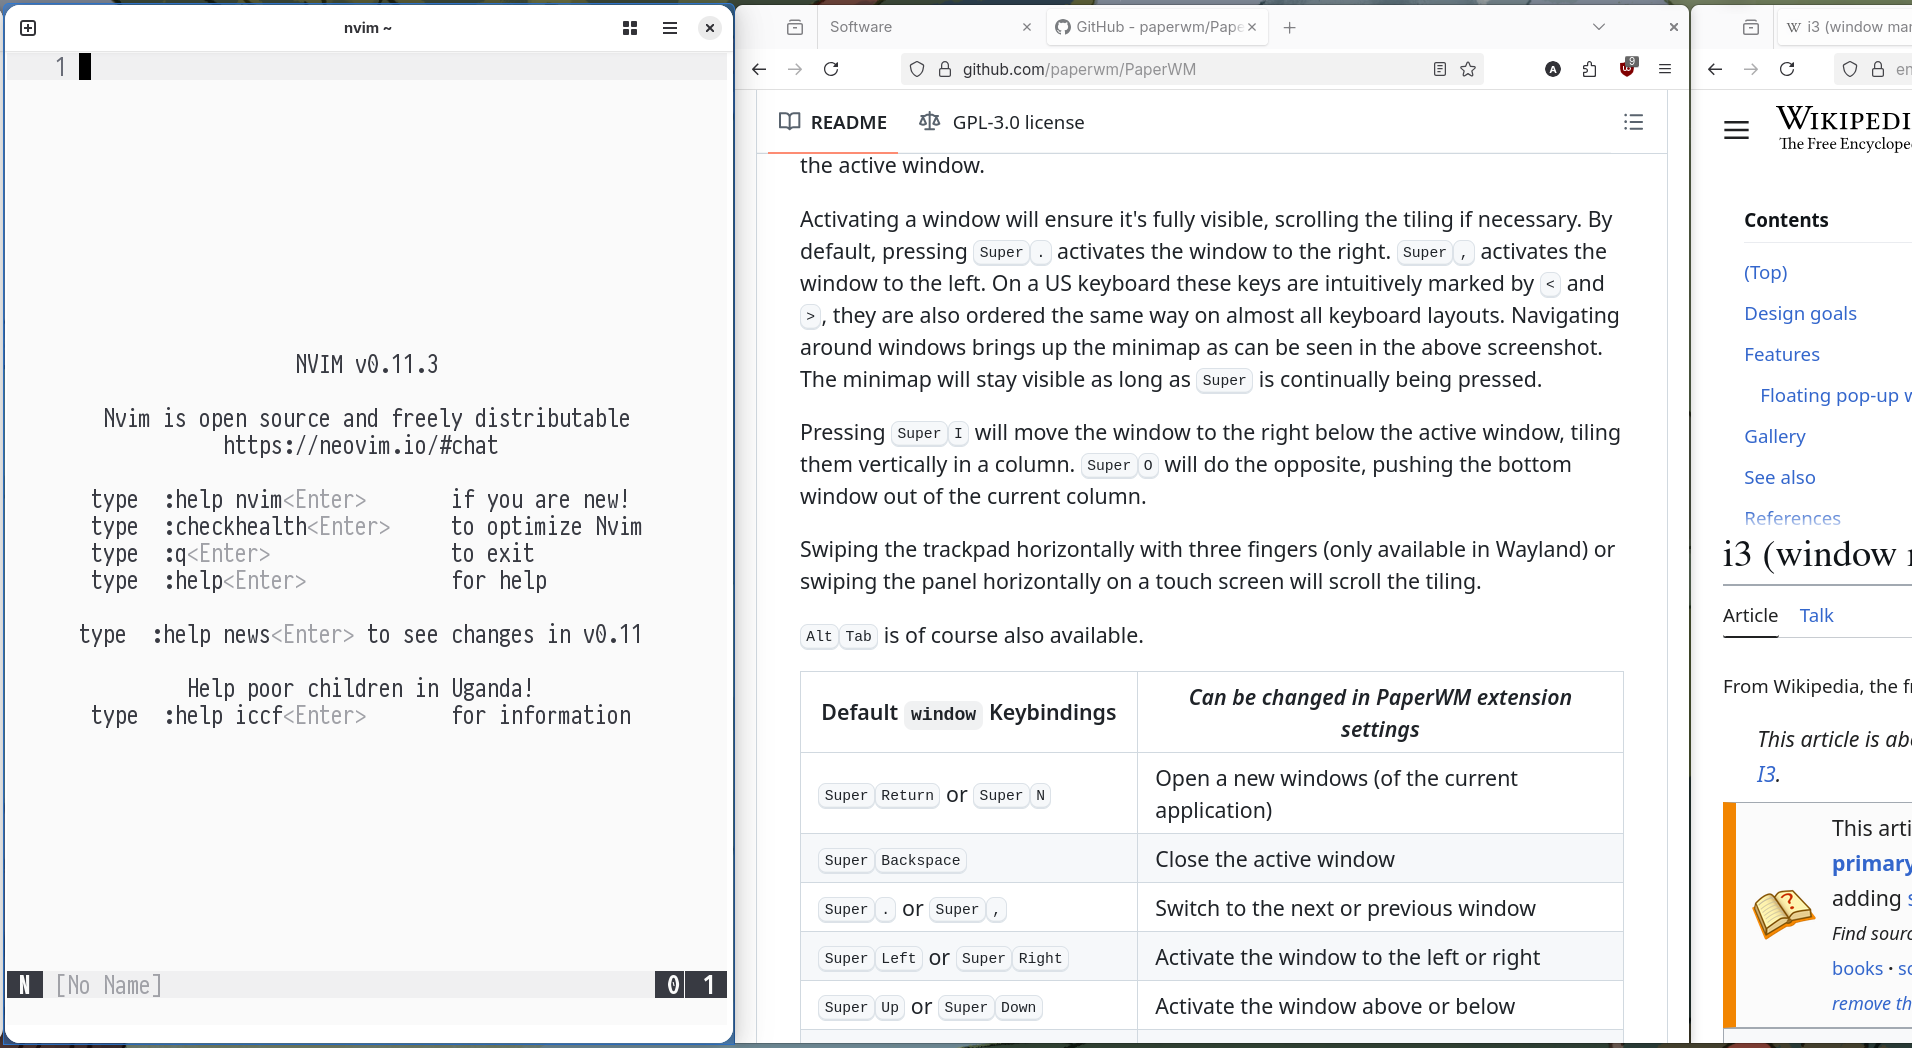 nvim ~
1
NVIM v0.11.3
Nvim is open source and freely distributable
https://neovim.io/#chat
type :help nvim<Enter> if you are new!
type :checkhealth<Enter> to optimize Nvim
type :q<Enter> to exit
type :help<Enter> for help
type :help news<Enter> to see changes in v0.11
Help poor children in Uganda!
type :help iccf<Enter> for information
N [No Name] 0 1
Software
GitHub - paperwm/Pape
github.com/paperwm/PaperWM
A
9
README
GPL-3.0 license
the active window.
Activating a window will ensure it's fully visible, scrolling the tiling if necessary. By
default, pressing Super . activates the window to the right. Super , activates the
window to the left. On a US keyboard these keys are intuitively marked by < and
>, they are also ordered the same way on almost all keyboard layouts. Navigating
around windows brings up the minimap as can be seen in the above screenshot.
The minimap will stay visible as long as Super is continually being pressed.
Pressing Super I will move the window to the right below the active window, tiling
them vertically in a column. Super O will do the opposite, pushing the bottom
window out of the current column.
Swiping the trackpad horizontally with three fingers (only available in Wayland) or
swiping the panel horizontally on a touch screen will scroll the tiling.
Alt Tab is of course also available.
Default window Keybindings
Can be changed in PaperWM extension
settings
Super Return or Super N
Open a new windows (of the current
application)
Super Backspace
Close the active window
Super . or Super ,
Switch to the next or previous window
Super Left or Super Right
Activate the window to the left or right
Super Up or Super Down
Activate the window above or below
W i3 (window mar
en
WIKIPEDI
The Free Encyclope
Contents
(Top)
Design goals
Features
Floating pop-up w
Gallery
See also
References
i3 (window
Article
Talk
From Wikipedia, the f
This article is ab
I3.
This arti
primary
adding s
Find sourc
books · sc
remove th